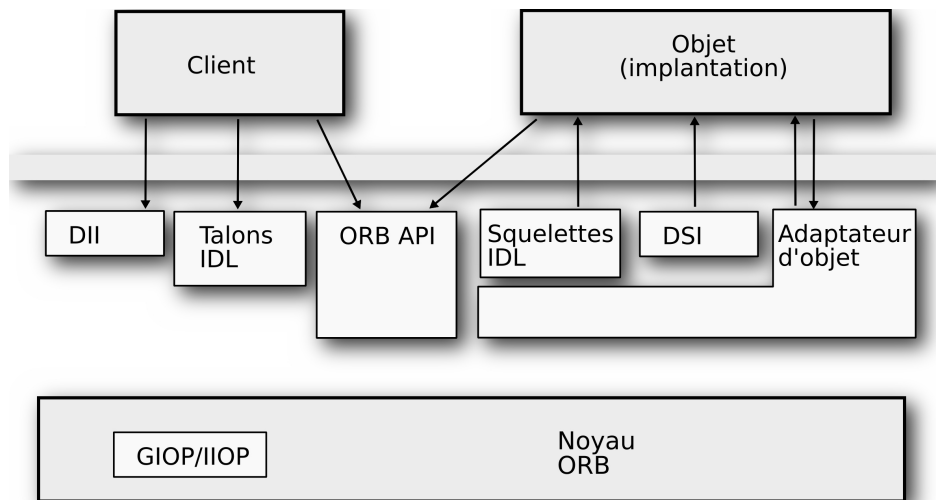 Client
Objet
(implantation)
DII
Talons
IDL
ORB API
Squelettes
IDL
DSI
Adaptateur
d'objet
GIOP/IIOP
Noyau
ORB